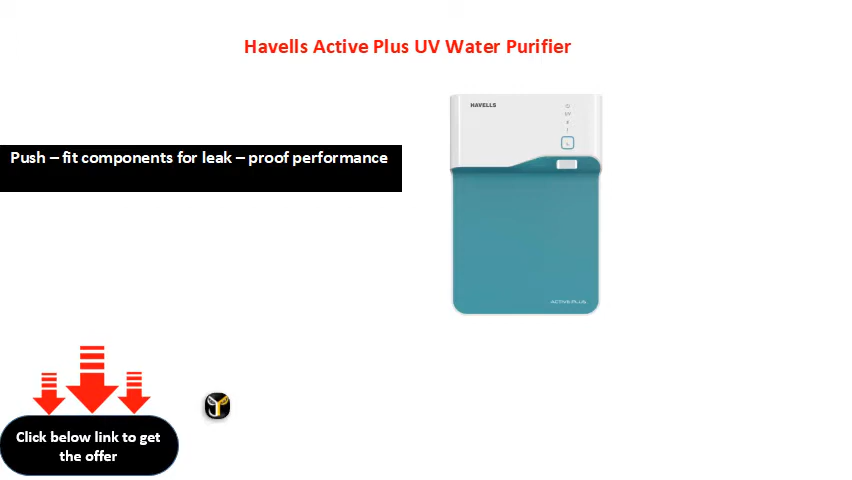 Havells Active Plus UV Water Purifier
HAVELLS
UV
Push – fit components for leak – proof performance
ACTIVE PLUS
Click below link to get
the offer